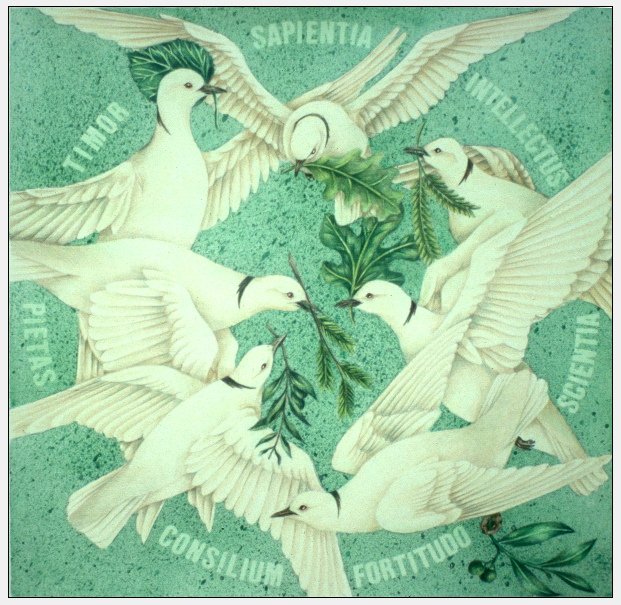 SAPIENTIA
INTELLECTUS
SCIENTIA
FORTITUDO
CONSILIUM
PIETAS
TIMOR